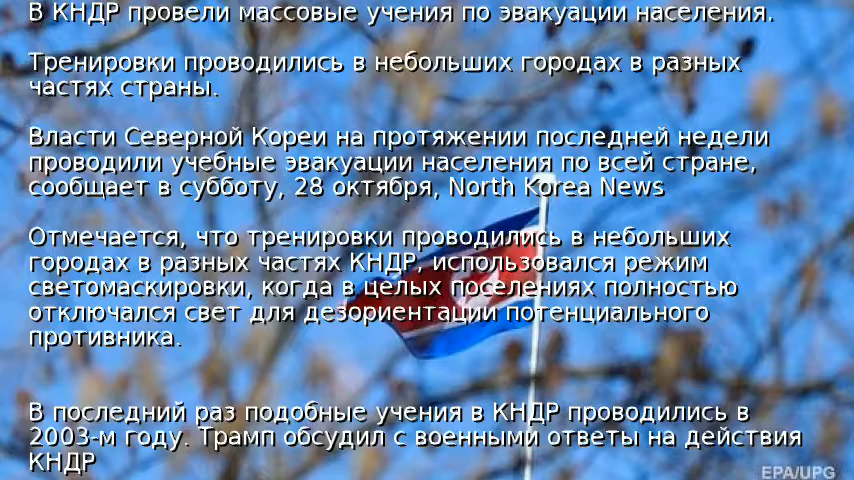 В КНДР провели массовые учения по эвакуации населения.
Тренировки проводились в небольших городах в разных
частях страны.
Власти Северной Кореи на протяжении последней недели
проводили учебные эвакуации населения по всей стране,
сообщает в субботу, 28 октября, North Korea News
Отмечается, что тренировки проводились в небольших
городах в разных частях КНДР, использовался режим
светомаскировки, когда в целых поселениях полностью
отключался свет для дезориентации потенциального
противника.
В последний раз подобные учения в КНДР проводились в
2003-м году. Трамп обсудил с военными ответы на действия
КНДР
EPA/UPG